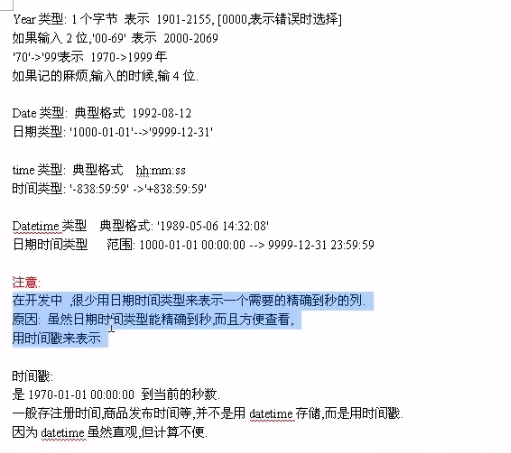 Year 类型: 1 个字节 表示 1901-2155, [0000,表示错误时选择]
如果输入 2 位,'00-69' 表示 2000-2069
'70'->'99'表示 1970->1999 年
如果记的麻烦,输入的时候,输 4 位.
Date 类型: 典型格式 1992-08-12
日期类型: '1000-01-01'-->'9999-12-31'
time 类型: 典型格式 hh:mm:ss
时间类型: '-838:59:59' ->'+838:59:59'
Datetime 类型 典型格式: '1989-05-06 14:32:08'
日期时间类型 范围: 1000-01-01 00:00:00 --> 9999-12-31 23:59:59
注意:
在开发中 ,很少用日期时间类型来表示一个需要的精确到秒的列.
原因: 虽然日期时间类型能精确到秒,而且方便查看,
用时间戳来表示
时间戳:
是 1970-01-01 00:00:00 到当前的秒数.
一般存注册时间,商品发布时间等,并不是用 datetime 存储,而是用时间戳.
因为 datetime 虽然直观,但计算不便.